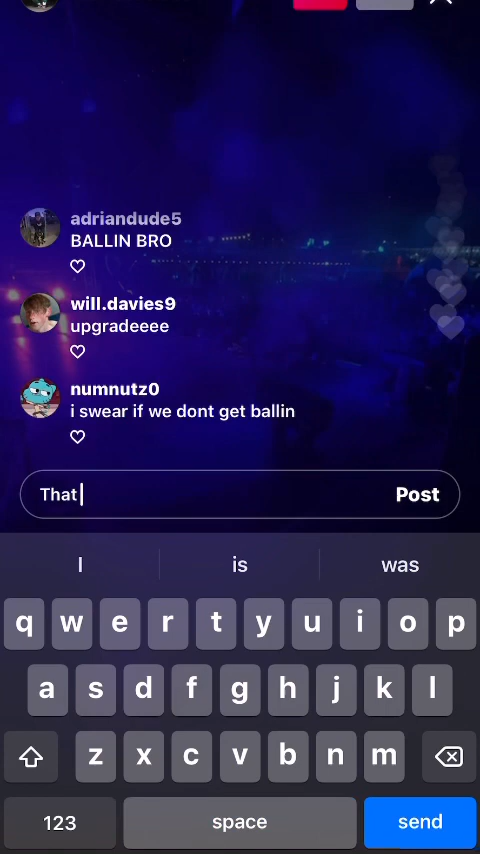 adriandude5
BALLIN BRO
will.davies9
upgradeeee
numnutz0
i swear if we dont get ballin
That
Post
I
is
was
q w e r t y u i o p
a s d f g h j k l
z x c v b n m
123
space
send